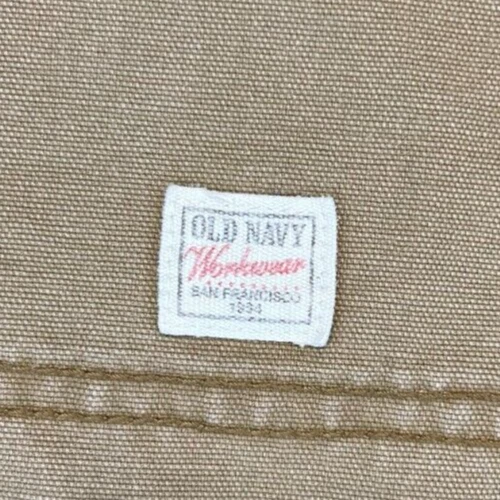 OLD NAVY
Workwear
SAN FRANCISCO
1994